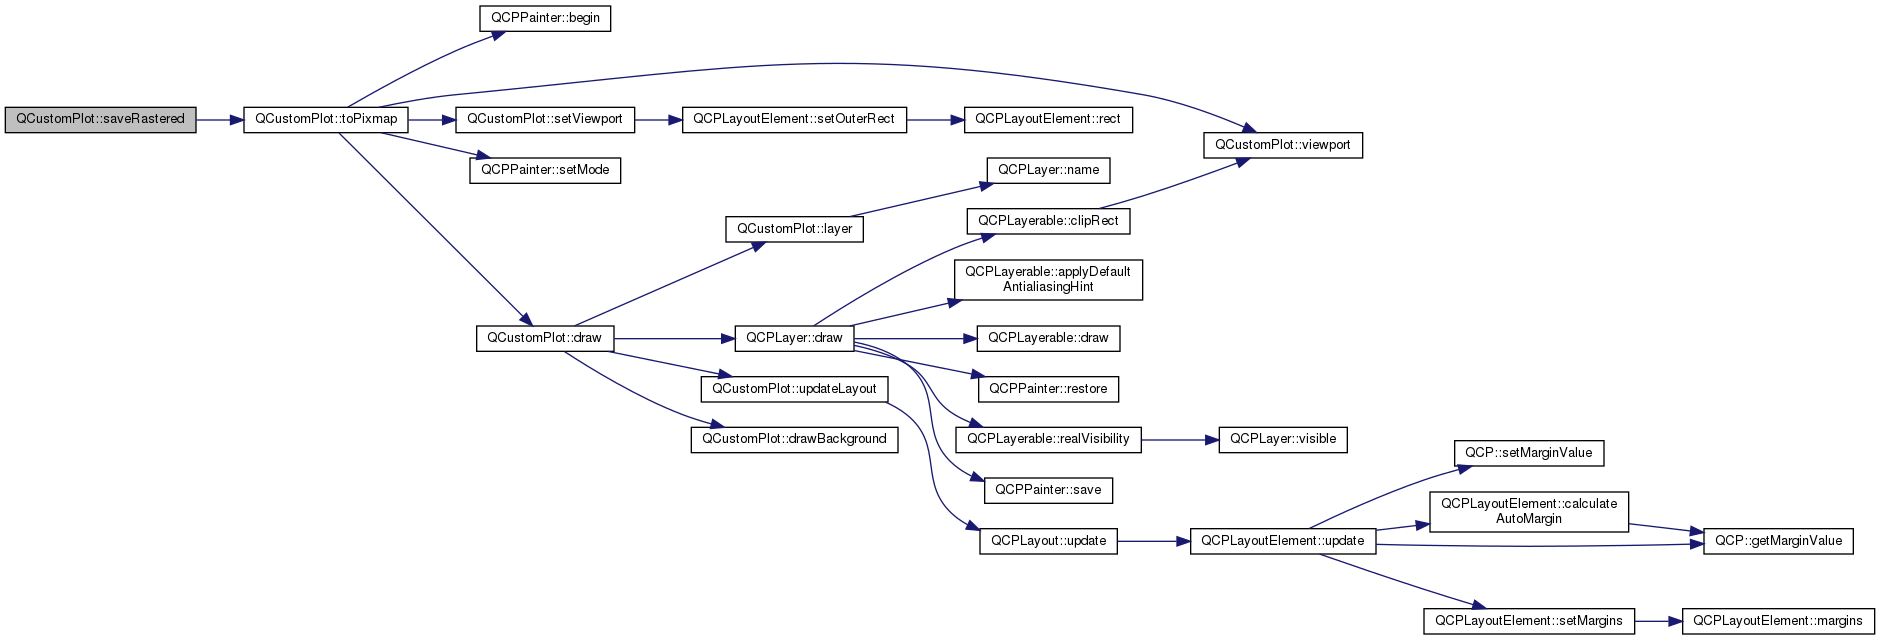 QCPPainter::begin
QCustomPlot::saveRastered
QCustomPlot::toPixmap
QCustomPlot::setViewport
QCPLayoutElement::setOuterRect
QCPLayoutElement::rect
QCustomPlot::viewport
QCPPainter::setMode
QCPLayer::name
QCustomPlot::layer
QCPLayerable::clipRect
QCPLayerable::applyDefault
AntialiasingHint
QCustomPlot::draw
QCPLayer::draw
QCPLayerable::draw
QCustomPlot::updateLayout
QCPPainter::restore
QCustomPlot::drawBackground
QCPLayerable::realVisibility
QCPLayer::visible
QCP::setMarginValue
QCPPainter::save
QCPLayoutElement::calculate
AutoMargin
QCPLayout::update
QCPLayoutElement::update
QCP::getMarginValue
QCPLayoutElement::setMargins
QCPLayoutElement::margins